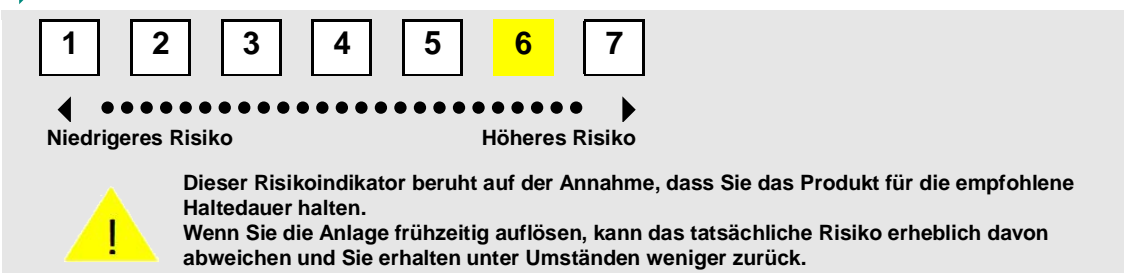 1 2 3 4 5 6 7
Niedrigeres Risiko Höheres Risiko
Dieser Risikoindikator beruht auf der Annahme, dass Sie das Produkt für die empfohlene
Haltedauer halten.
Wenn Sie die Anlage frühzeitig auflösen, kann das tatsächliche Risiko erheblich davon
abweichen und Sie erhalten unter Umständen weniger zurück.
!